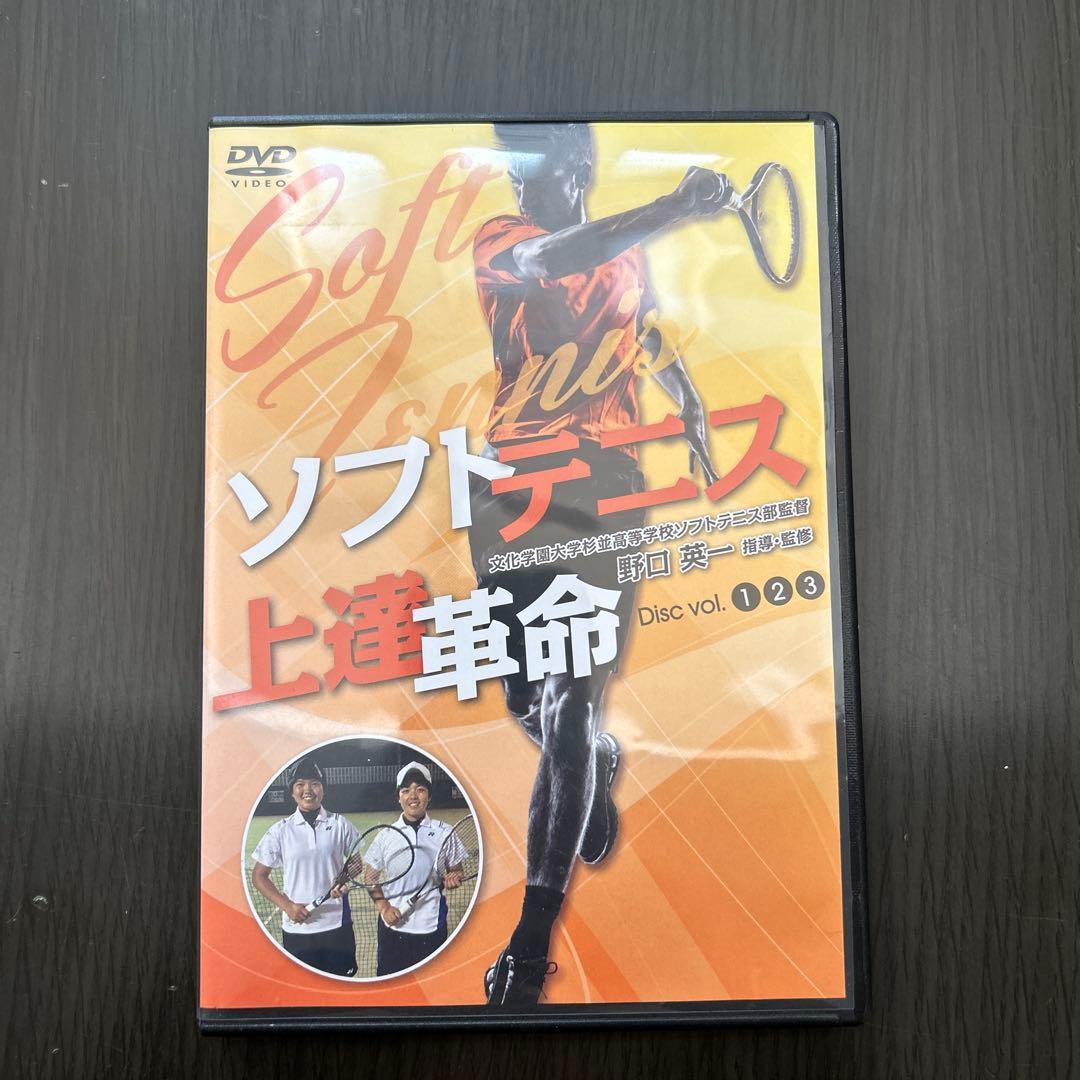 DVD
VIDEO
Soft
Tennis
ソフトテニス
文化学園大学杉並高等学校ソフトテニス部監督
野口 英一 指導・監修
上達革命
Disc vol. 1 2 3